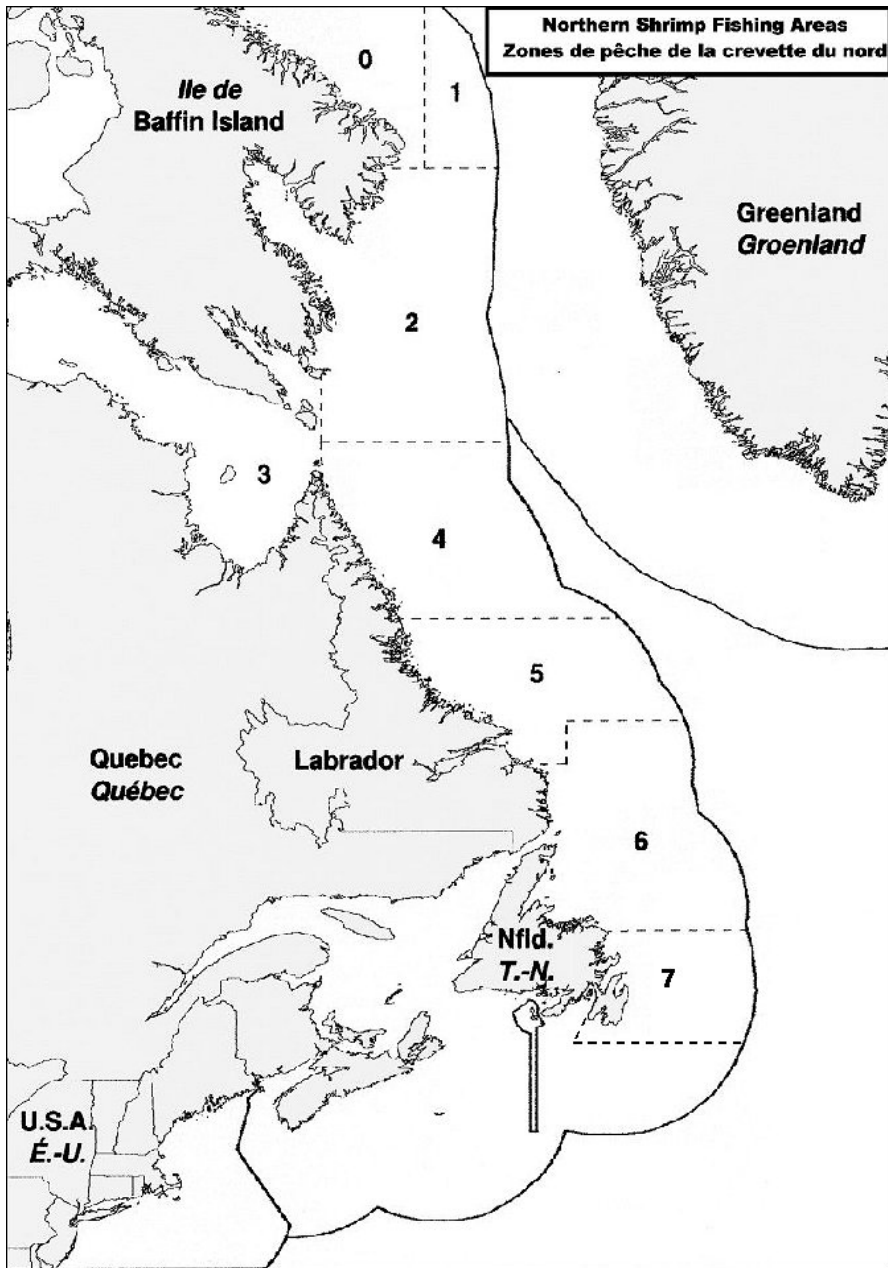 Northern Shrimp Fishing Areas
Zones de pêche de la crevette du nord
0
1
Ile de
Baffin Island
Greenland
Groenland
2
3
4
5
Quebec
Québec
Labrador
6
Nfld.
T.-N.
7
U.S.A.
É.-U.